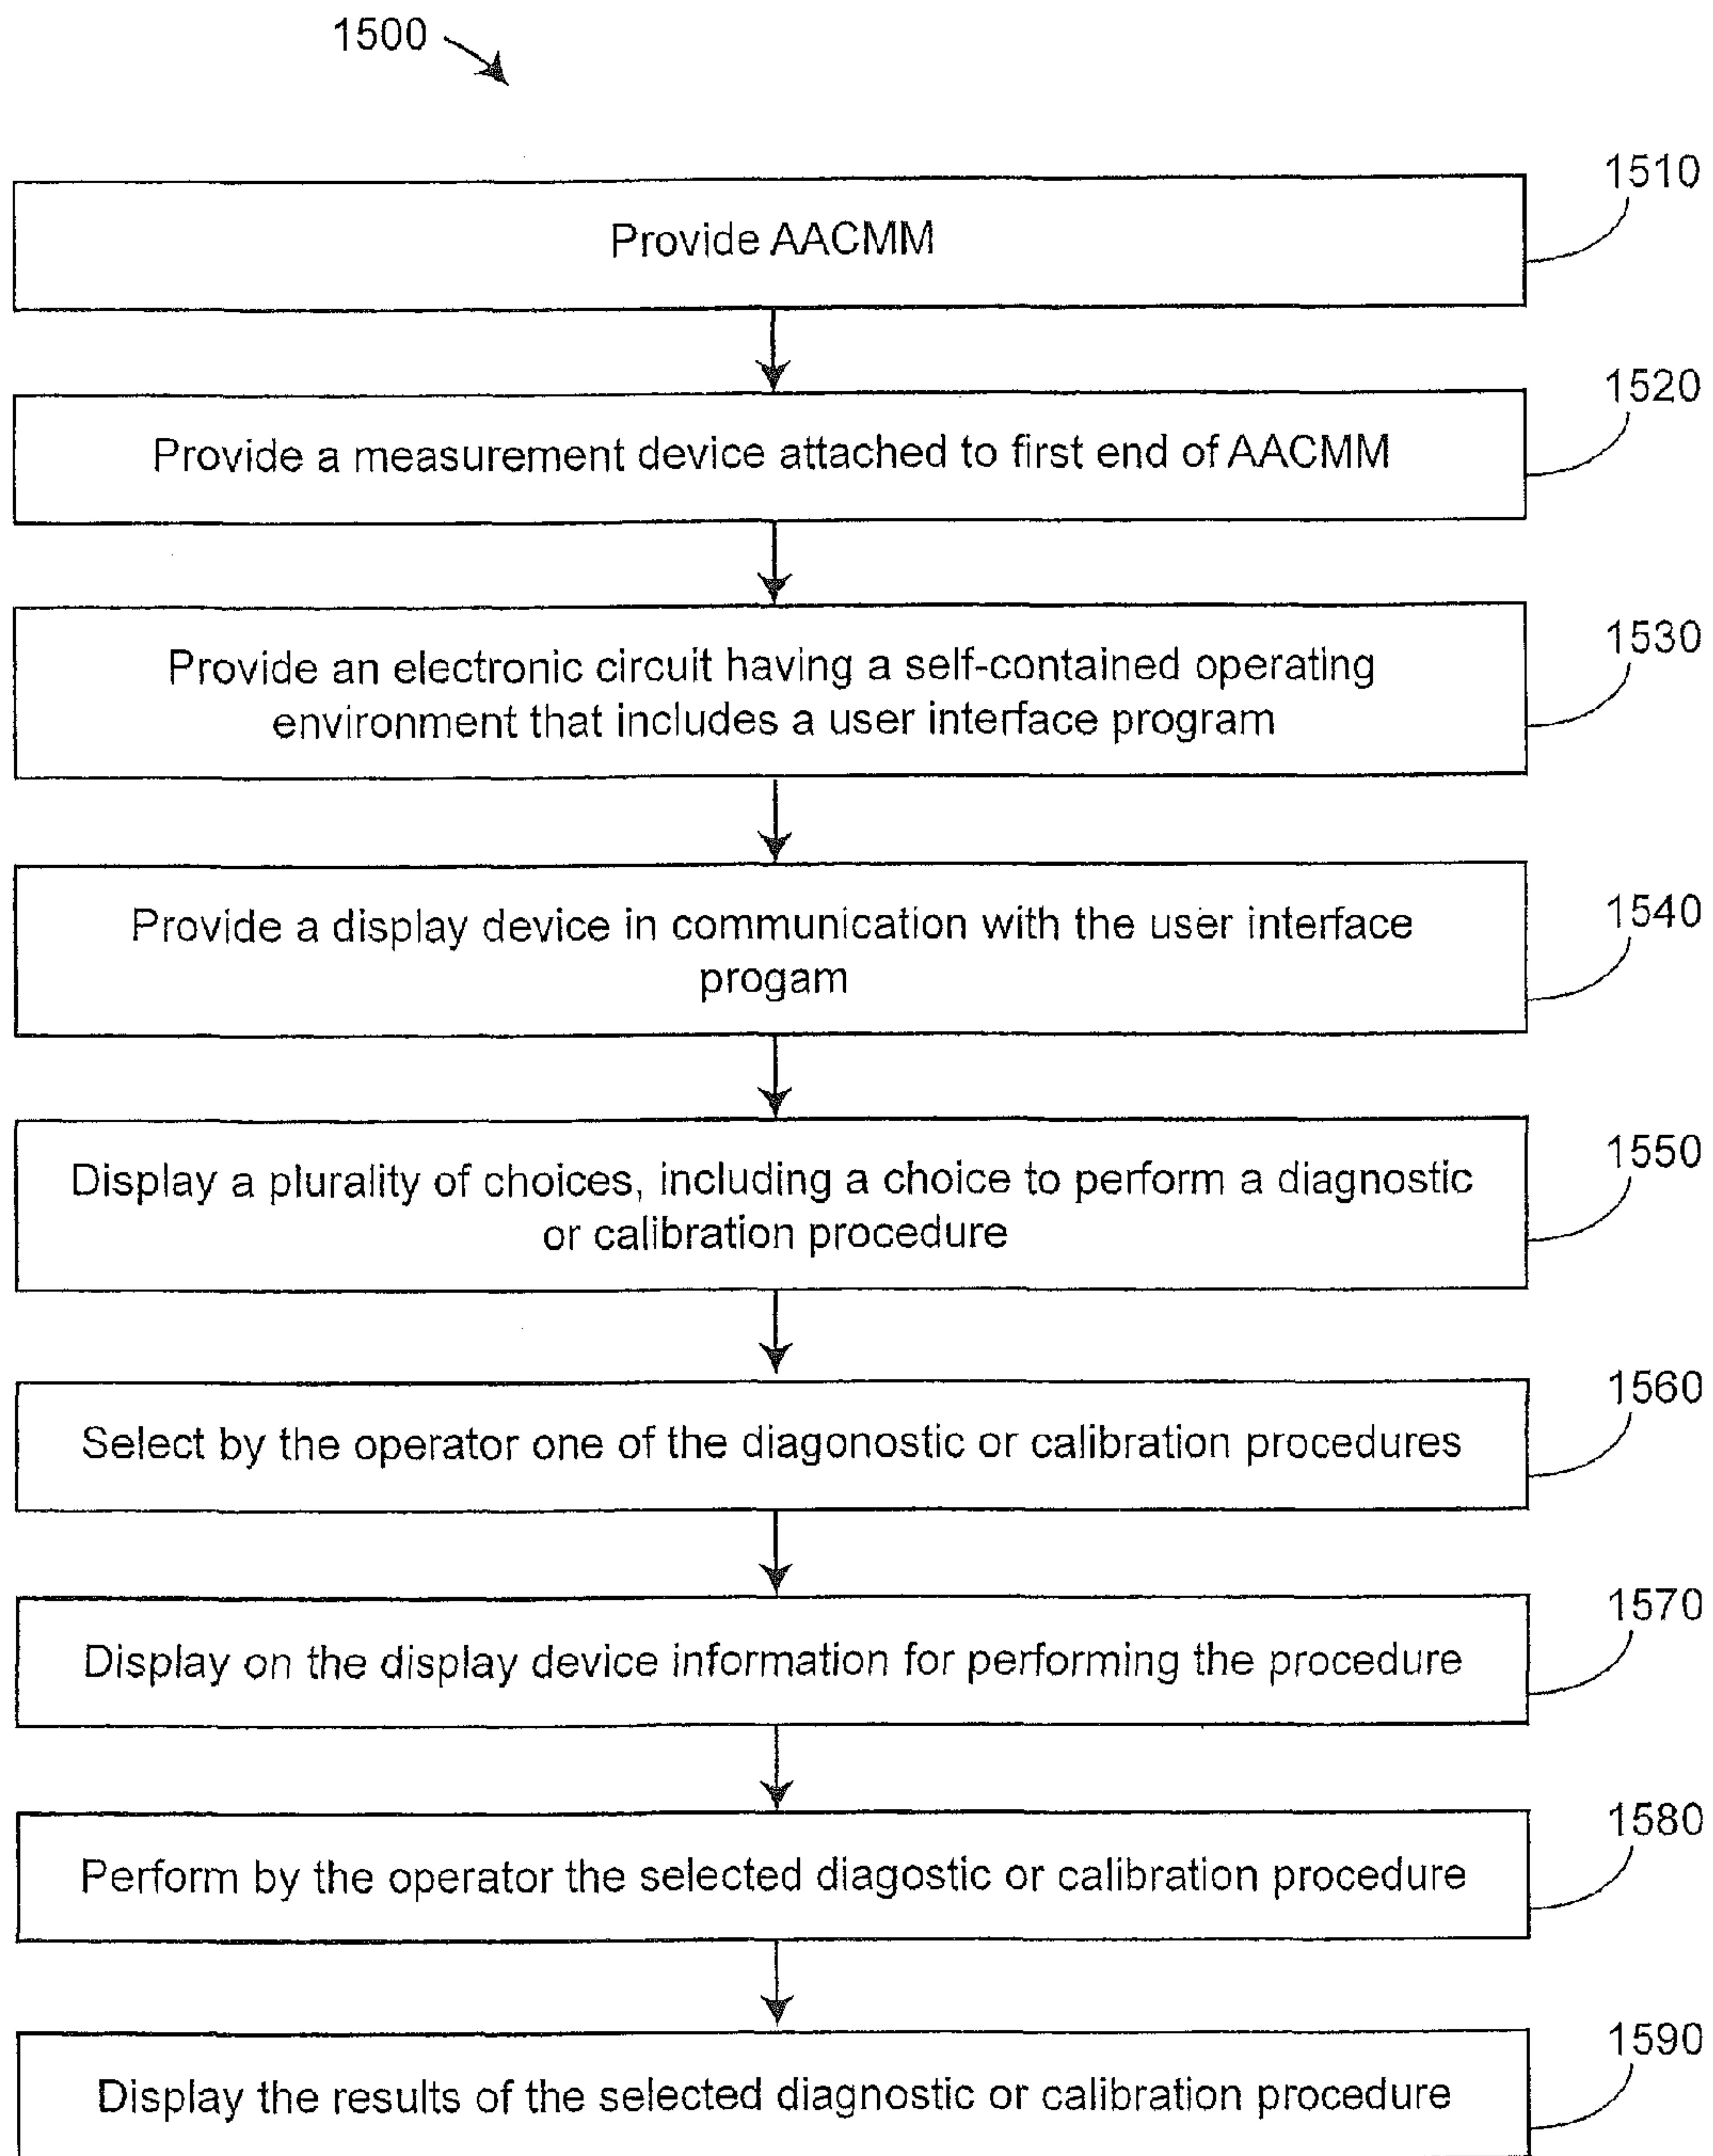 1500
1510
Provide AACMM
1520
Provide a measurement device attached to first end of AACMM
1530
Provide an electronic circuit having a self-contained operating
environment that includes a user interface program
1540
Provide a display device in communication with the user interface
progam
1550
Display a plurality of choices, including a choice to perform a diagnostic
or calibration procedure
1560
Select by the operator one of the diagonostic or calibration procedures
1570
Display on the display device information for performing the procedure
1580
Perform by the operator the selected diagostic or calibration procedure
1590
Display the results of the selected diagnostic or calibration procedure